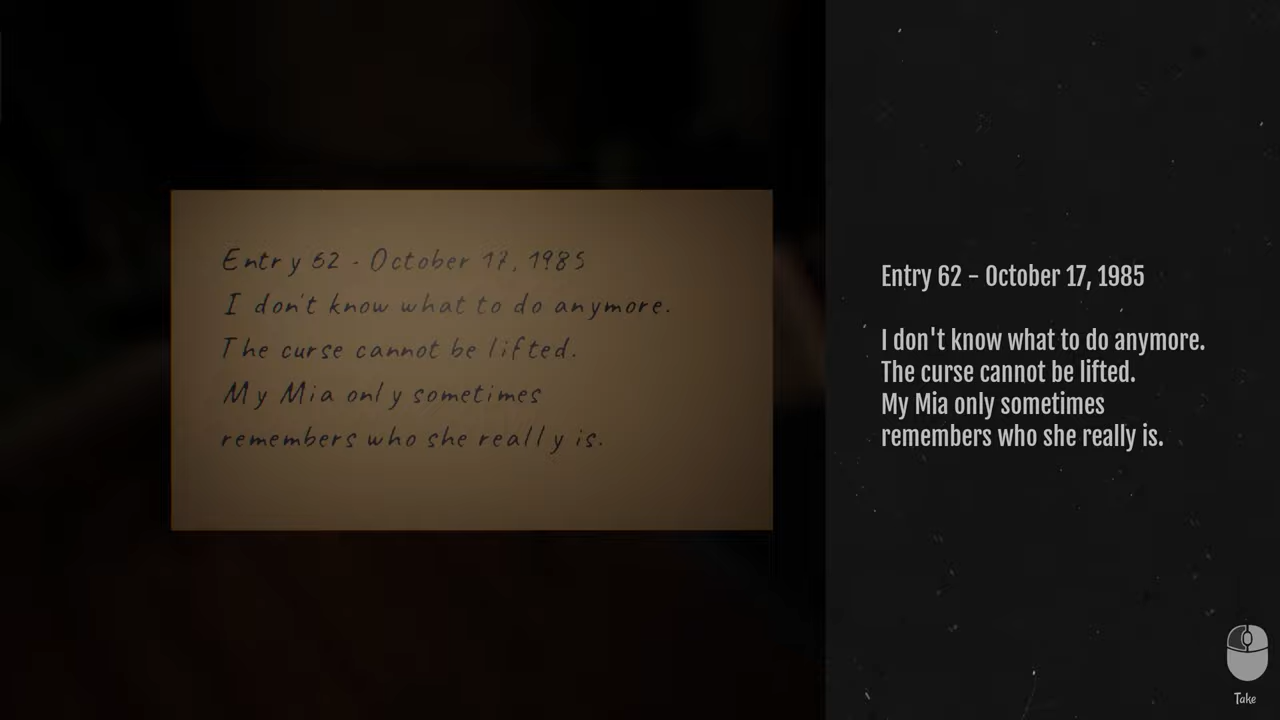 Entry 62 - October 17, 1985
I don't know what to do anymore.
The curse cannot be lifted.
My Mia only sometimes
remembers who she really is.
Entry 62 - October 17, 1985
I don't know what to do anymore.
The curse cannot be lifted.
My Mia only sometimes
remembers who she really is.
Take